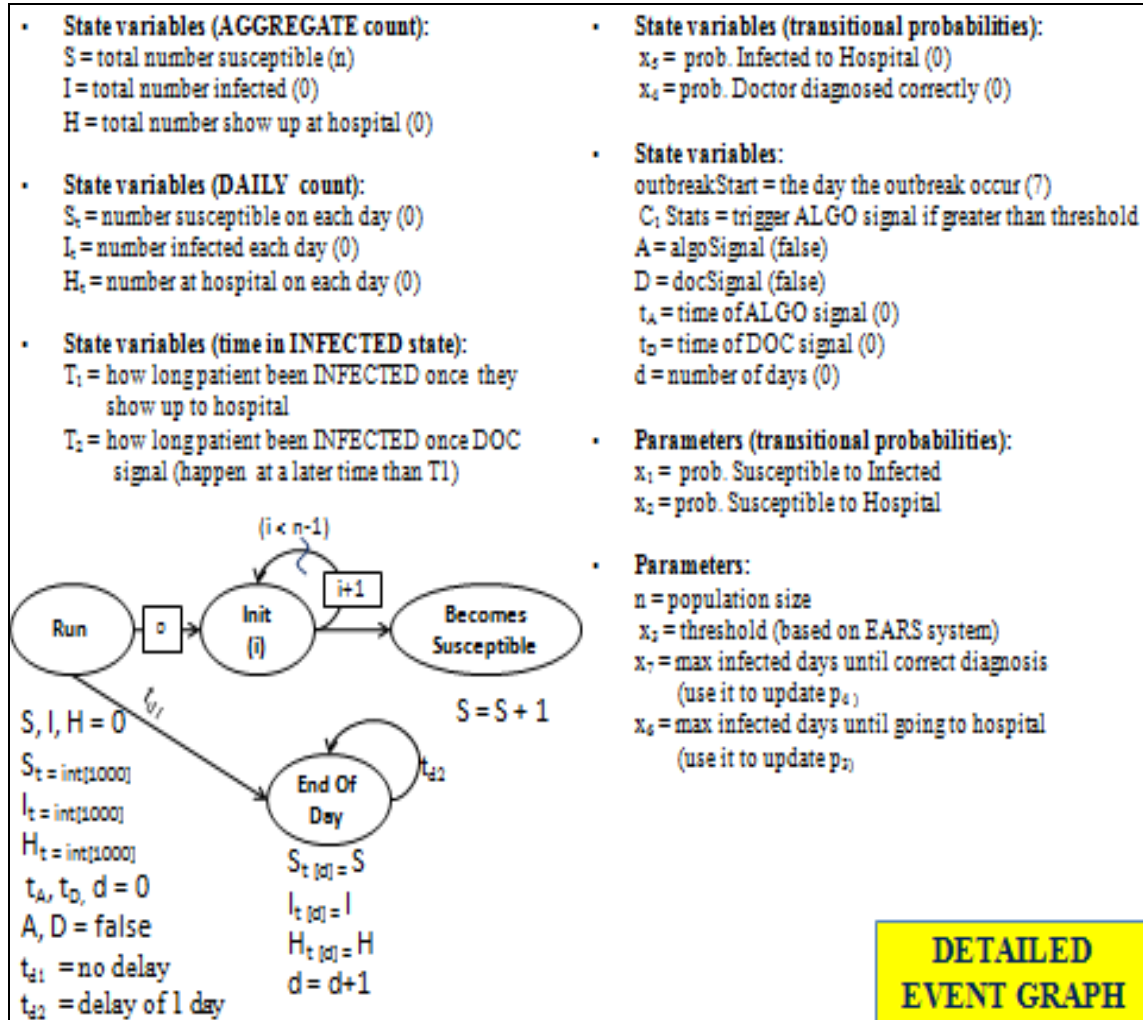 • State variables (AGGREGATE count):
S = total number susceptible (n)
I = total number infected (0)
H = total number show up at hospital (0)
• State variables (DAILY count):
Sₜ = number susceptible on each day (0)
Iₜ = number infected each day (0)
Hₜ = number at hospital on each day (0)
• State variables (time in INFECTED state):
T₁ = how long patient been INFECTED once they
show up to hospital
T₂ = how long patient been INFECTED once DOC
signal (happen at a later time than T1)
• State variables (transitional probabilities):
x₅ = prob. Infected to Hospital (0)
x₄ = prob. Doctor diagnosed correctly (0)
• State variables:
outbreakStart = the day the outbreak occur (7)
C₁ Stats = trigger ALGO signal if greater than threshold
A = algoSignal (false)
D = docSignal (false)
t_A = time of ALGO signal (0)
t_D = time of DOC signal (0)
d = number of days (0)
• Parameters (transitional probabilities):
x₁ = prob. Susceptible to Infected
x₂ = prob. Susceptible to Hospital
• Parameters:
n = population size
= threshold (based on EARS system)
x₇ = max infected days until correct diagnosis
(use it to update p₄)
x₆ = max infected days until going to hospital
(use it to update
(i < n-1)
i+1
Run
0
Init
(i)
Becomes
Susceptible
S = S + 1
t_d1
S, I, H = 0
Sₜ = int[1000]
Iₜ = int[1000]
Hₜ = int[1000]
t_A, t_D, d = 0
A, D = false
t_d1 = no delay
t_d2 = delay of 1 day
End Of
Day
t_d2
Sₜ [d] = S
Iₜ [d] = I
Hₜ [d] = H
d = d+1
DETAILED
EVENT GRAPH